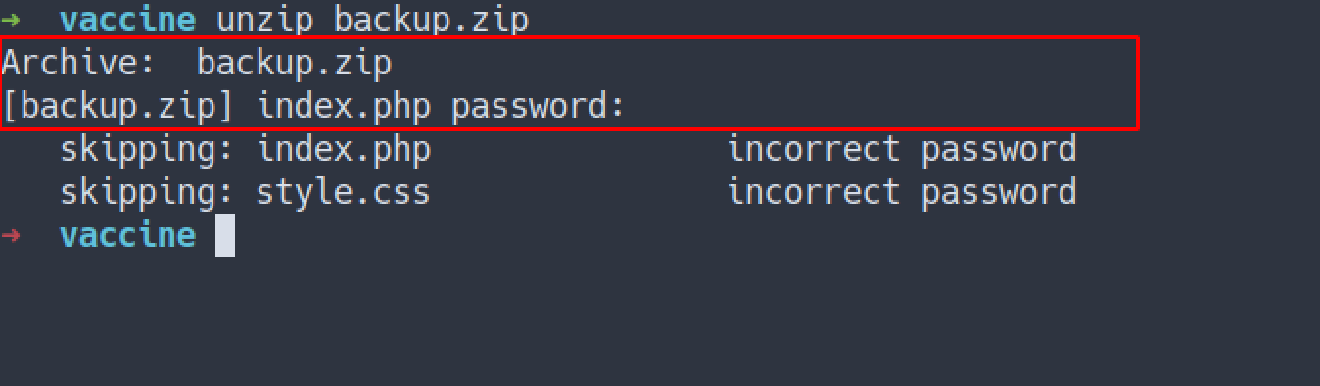 → vaccine unzip backup.zip
Archive:  backup.zip
[backup.zip] index.php password:
   skipping: index.php               incorrect password
   skipping: style.css               incorrect password
→ vaccine